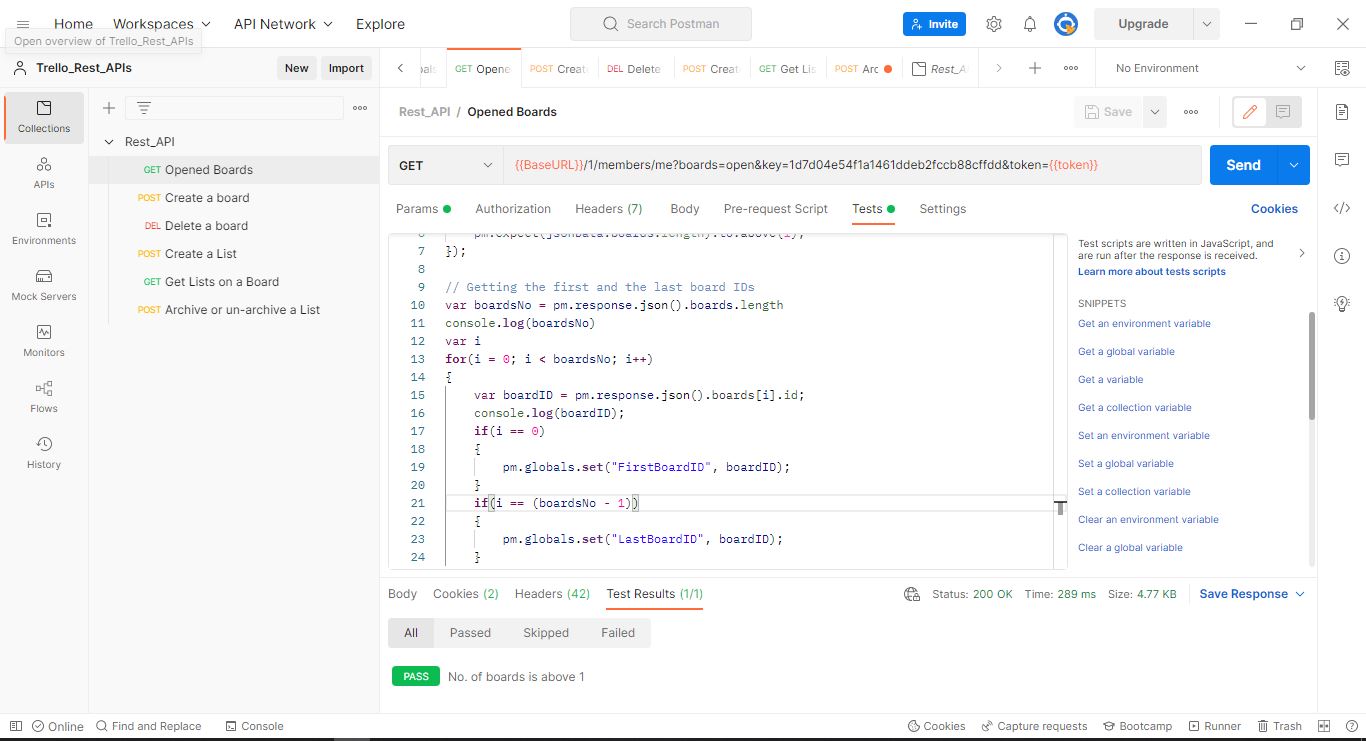 Home Workspaces API Network Explore Search Postman Invite Upgrade
Open overview of Trello_Rest_APIs
Trello_Rest_APIs New Import
GET Opene POST Creat DEL Delete POST Creat GET Get Lis POST Arc Rest_A No Environment
Collections
APIs
Environments
Mock Servers
Monitors
Flows
History
Rest_API
GET Opened Boards
POST Create a board
DEL Delete a board
POST Create a List
GET Get Lists on a Board
POST Archive or un-archive a List
Rest_API / Opened Boards Save
GET {{BaseURL}}/1/members/me?boards=open&key=1d7d04e54f1a1461ddeb2fccb88cffdd&token={{token}} Send
Params Authorization Headers (7) Body Pre-request Script Tests Settings Cookies
6 pm.expect(jsonData.boards.length).to.above(1);
7 });
8
9 // Getting the first and the last board IDs
10 var boardsNo = pm.response.json().boards.length
11 console.log(boardsNo)
12 var i
13 for(i = 0; i < boardsNo; i++)
14 {
15 var boardID = pm.response.json().boards[i].id;
16 console.log(boardID);
17 if(i == 0)
18 {
19 pm.globals.set("FirstBoardID", boardID);
20 }
21 if(i == (boardsNo - 1))
22 {
23 pm.globals.set("LastBoardID", boardID);
24 }
Test scripts are written in JavaScript, and
are run after the response is received.
Learn more about tests scripts
SNIPPETS
Get an environment variable
Get a global variable
Get a variable
Get a collection variable
Set an environment variable
Set a global variable
Set a collection variable
Clear an environment variable
Clear a global variable
Body Cookies (2) Headers (42) Test Results (1/1) Status: 200 OK Time: 289 ms Size: 4.77 KB Save Response
All Passed Skipped Failed
PASS No. of boards is above 1
Online Find and Replace Console Cookies Capture requests Bootcamp Runner Trash